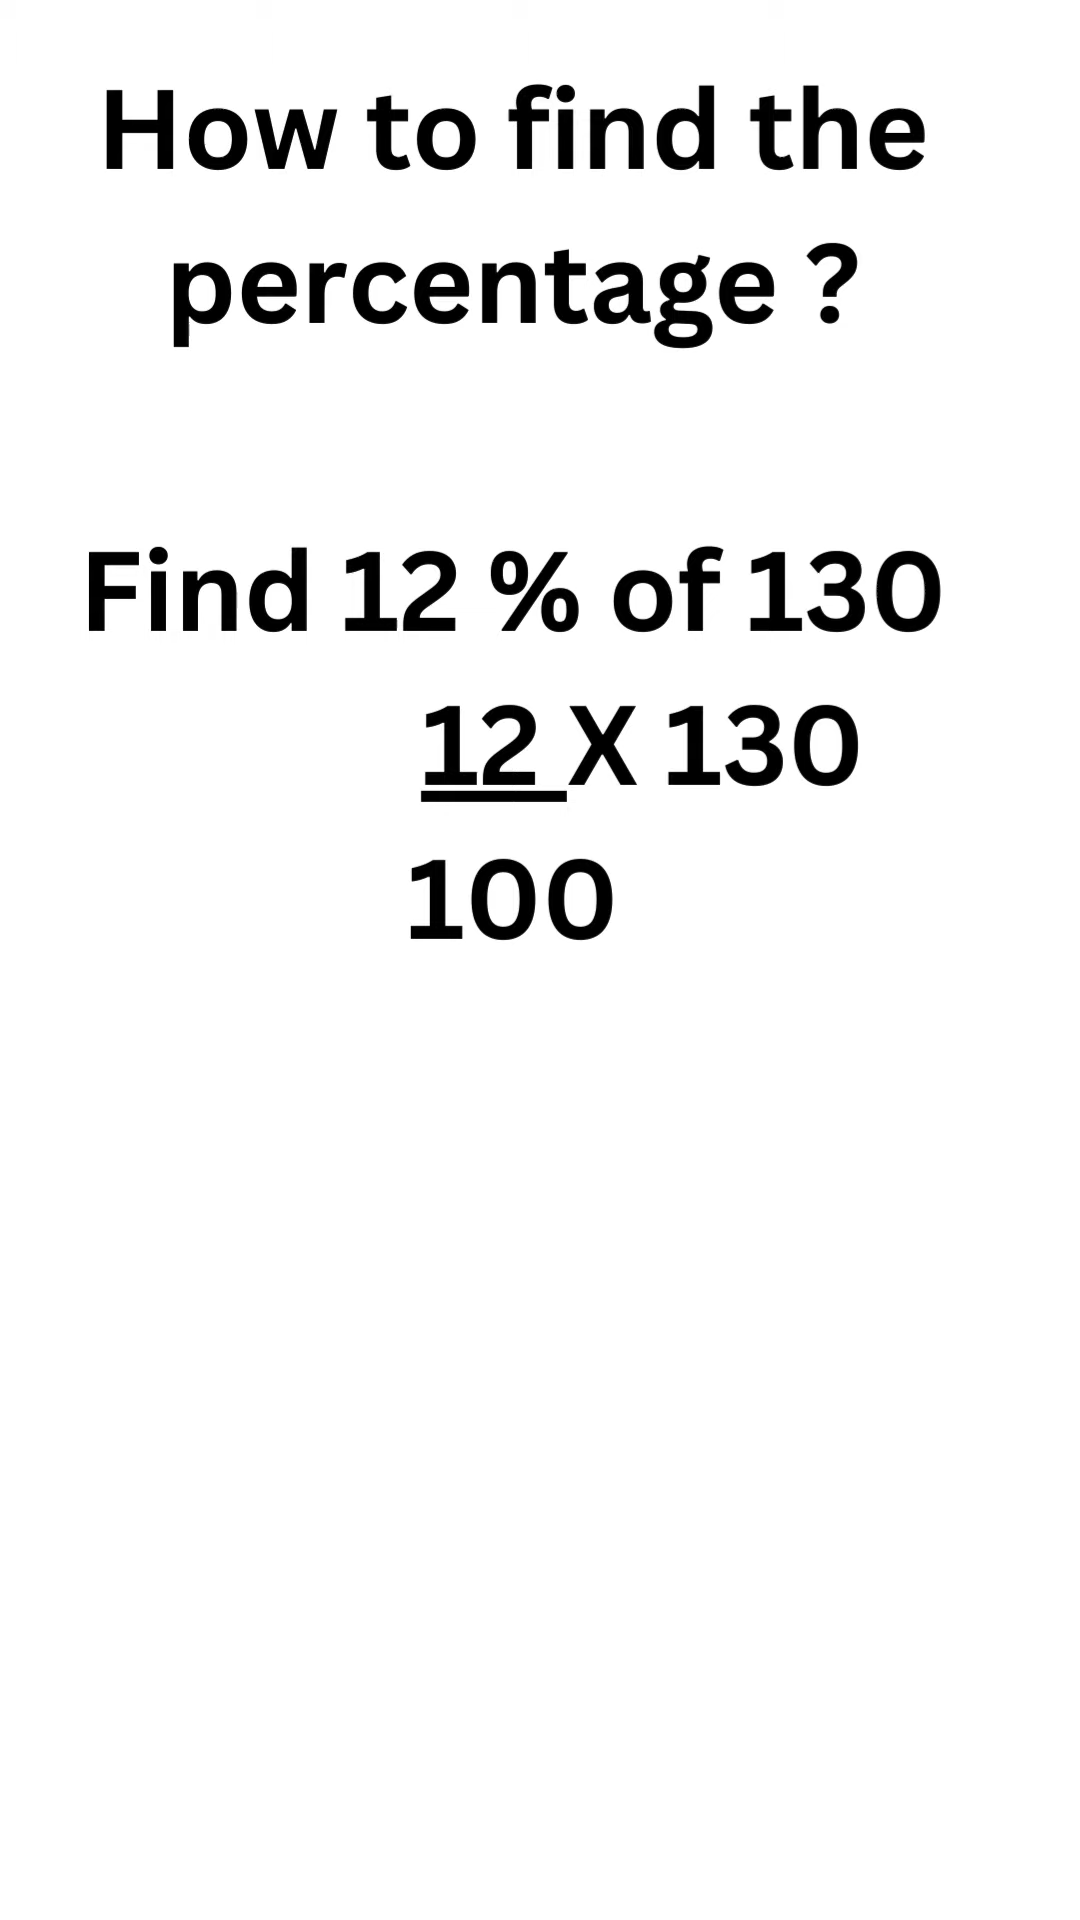 How to find the
percentage ?
Find 12 % of 130
12 X 130
100